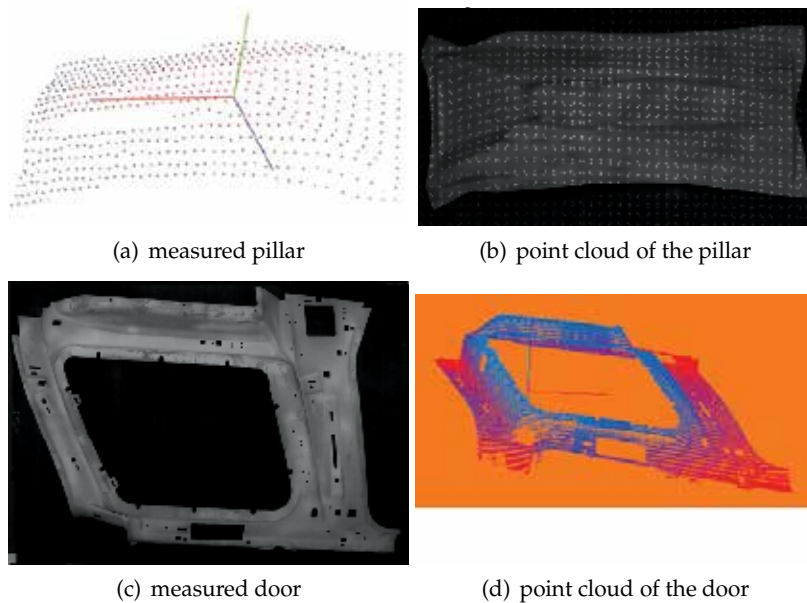 (a) measured pillar
(b) point cloud of the pillar
(c) measured door
(d) point cloud of the door